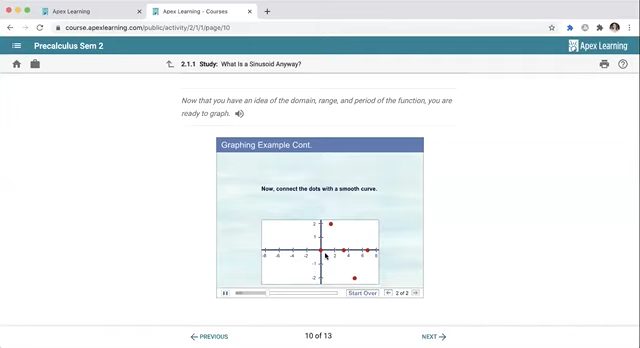 Apex Learning
Apex Learning - Courses
course.apexlearning.com/public/activity/2/1/1/page/10
Precalculus Sem 2
Apex Learning
2.1.1 Study: What Is a Sinusoid Anyway?
Now that you have an idea of the domain, range, and period of the function, you are
ready to graph.
Graphing Example Cont.
Now, connect the dots with a smooth curve.
2
1
-8 -6 -4 -2 2 4 6 8
-1
-2
Start Over
2 of 2
PREVIOUS
10 of 13
NEXT